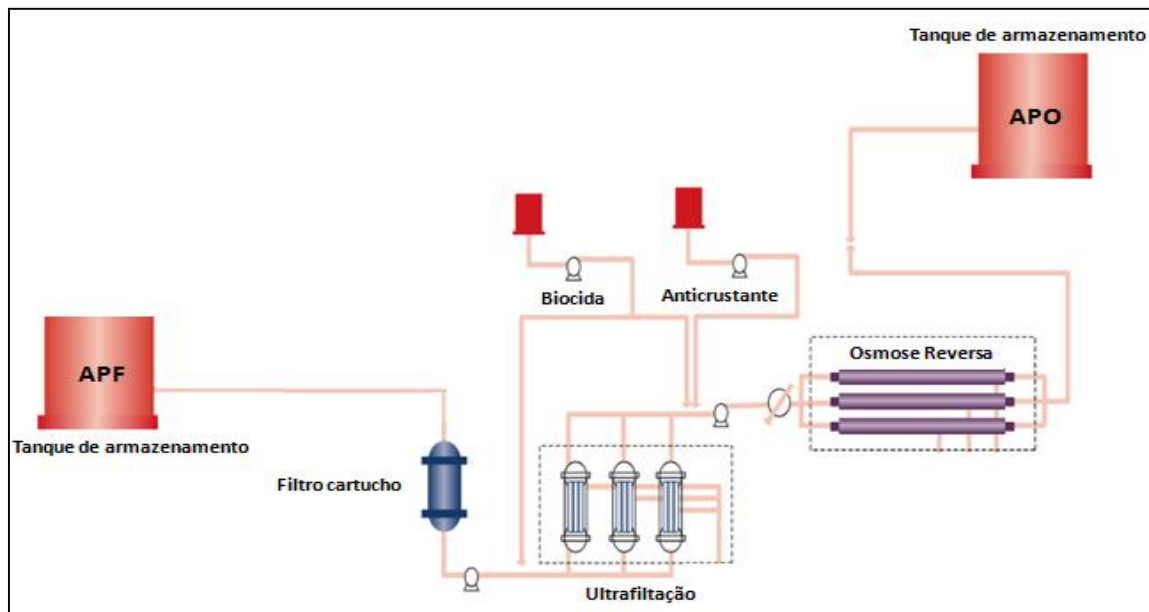 Tanque de armazenamento
APO
Biocida
Anticrustante
APF
Tanque de armazenamento
Osmose Reversa
Filtro cartucho
Ultrafiltação